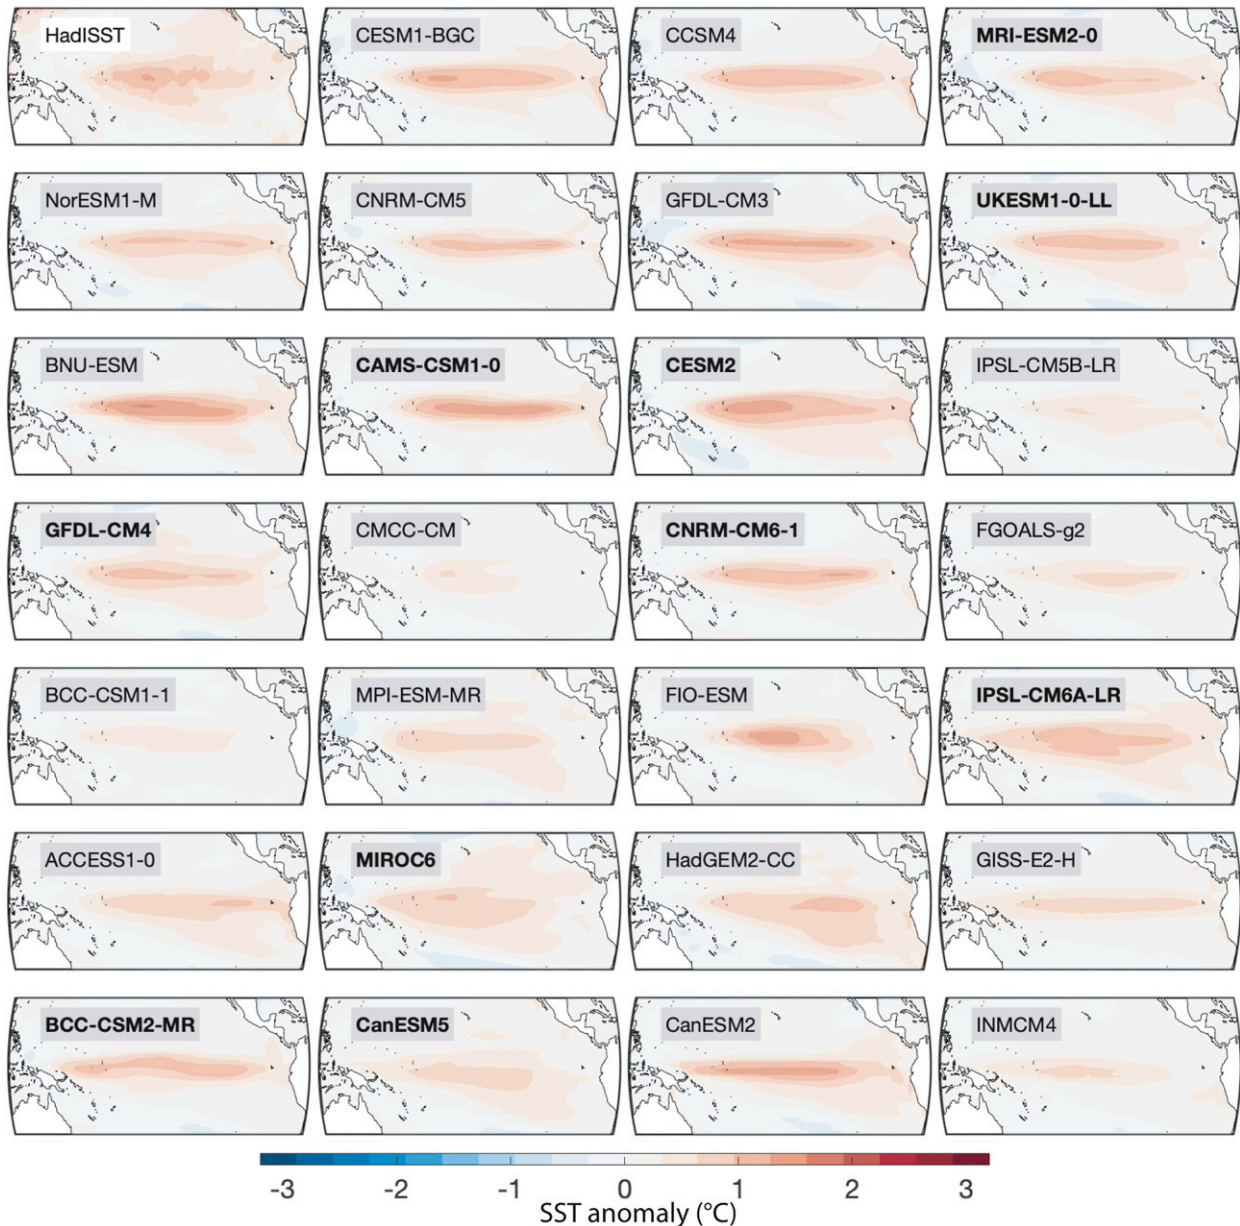 HadISST CESM1-BGC CCSM4 MRI-ESM2-0
NorESM1-M CNRM-CM5 GFDL-CM3 UKESM1-0-LL
BNU-ESM CAMS-CSM1-0 CESM2 IPSL-CM5B-LR
GFDL-CM4 CMCC-CM CNRM-CM6-1 FGOALS-g2
BCC-CSM1-1 MPI-ESM-MR FIO-ESM IPSL-CM6A-LR
ACCESS1-0 MIROC6 HadGEM2-CC GISS-E2-H
BCC-CSM2-MR CanESM5 CanESM2 INMCM4
-3 -2 -1 0 1 2 3
SST anomaly (°C)